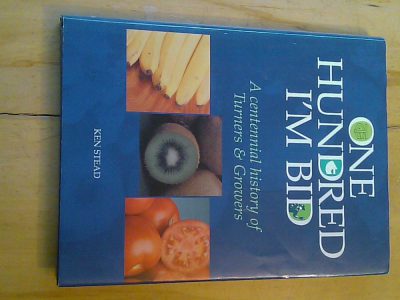 ONE
HUNDRED
I'M BID
A centennial history of
Turners & Growers
KEN STEAD